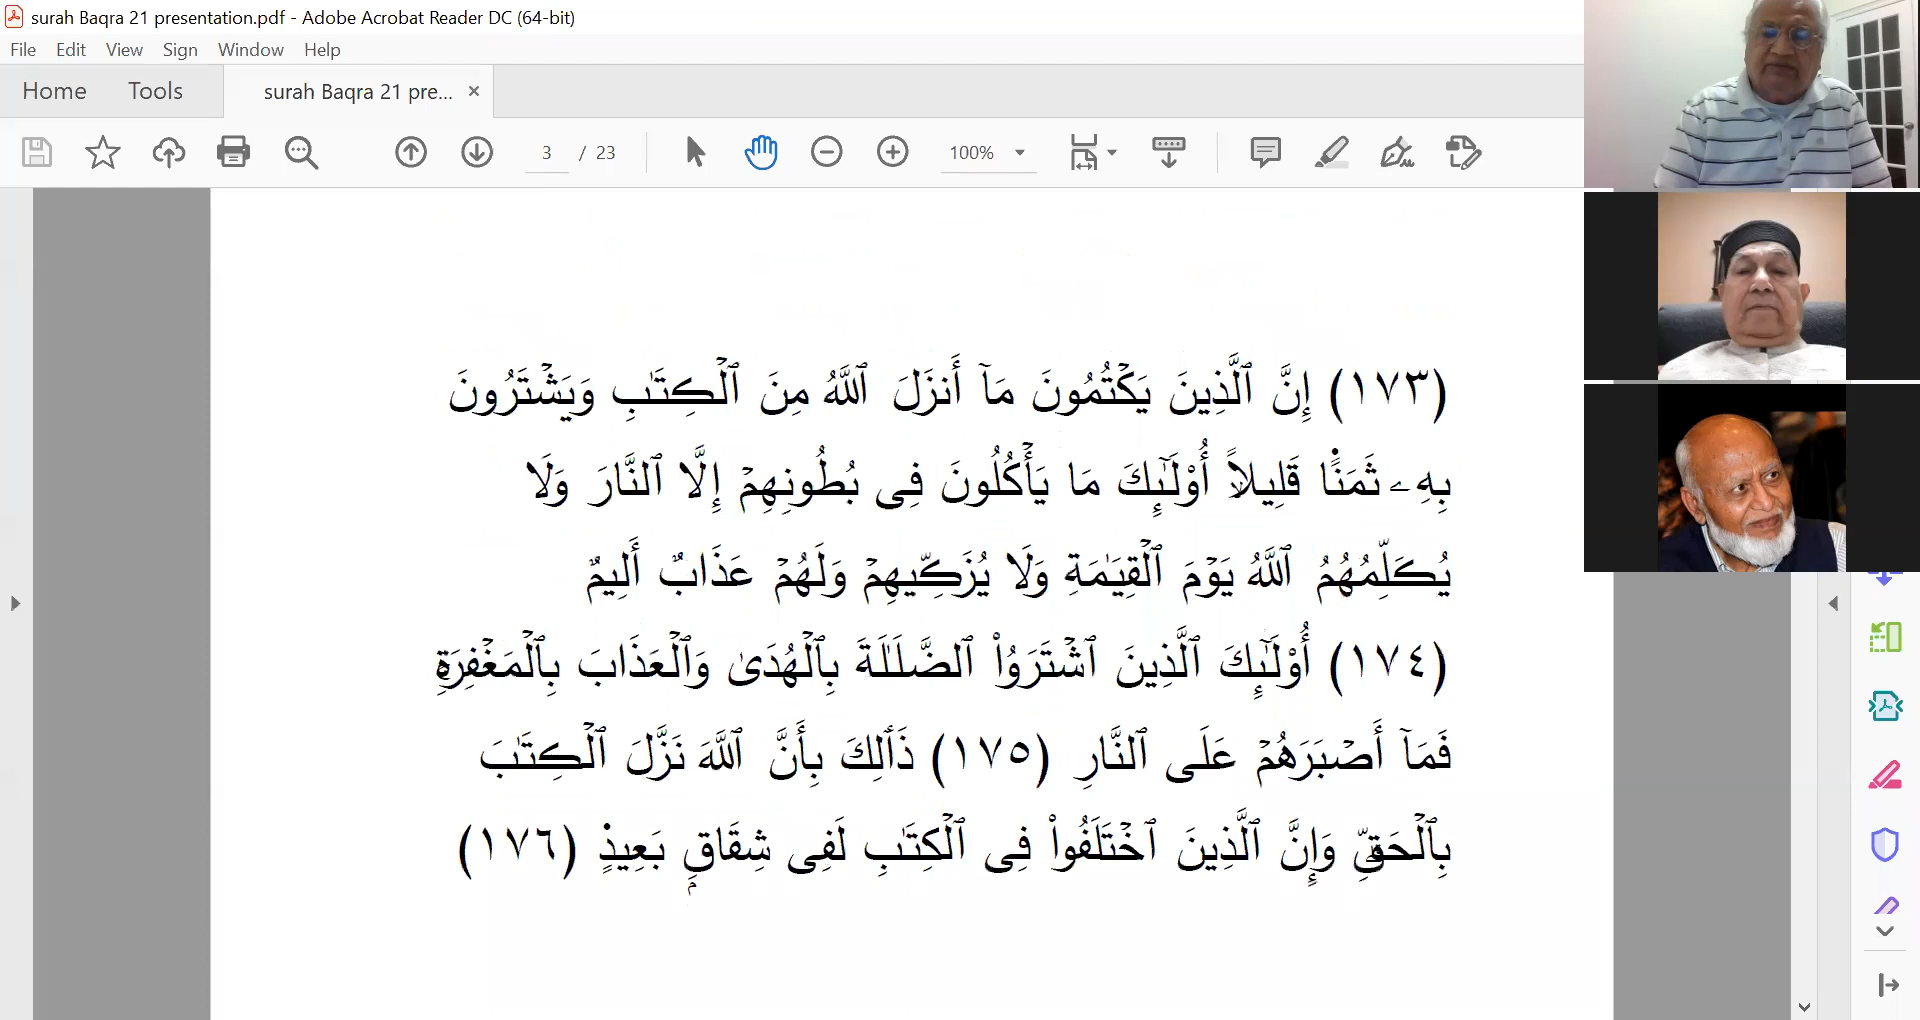 surah Baqra 21 presentation.pdf - Adobe Acrobat Reader DC (64-bit)
File Edit View Sign Window Help
Home Tools surah Baqra 21 pre... ×
3 / 23 100%
(١٧٣) إِنَّ ٱلَّذِينَ يَكْتُمُونَ مَآ أَنزَلَ ٱللَّهُ مِنَ ٱلْكِتَـٰبِ وَيَشْتَرُونَ
بِهِۦ ثَمَنًا قَلِيلاً أُوْلَـٰٓئِكَ مَا يَأْكُلُونَ فِى بُطُونِهِمْ إِلَّا ٱلنَّارَ وَلَا
يُكَلِّمُهُمُ ٱللَّهُ يَوْمَ ٱلْقِيَـٰمَةِ وَلَا يُزَكِّيهِمْ وَلَهُمْ عَذَابٌ أَلِيمٌ
(١٧٤) أُوْلَـٰٓئِكَ ٱلَّذِينَ ٱشْتَرَوُاْ ٱلضَّلَـٰلَةَ بِٱلْهُدَىٰ وَٱلْعَذَابَ بِٱلْمَغْفِرَةِ
فَمَآ أَصْبَرَهُمْ عَلَى ٱلنَّارِ (١٧٥) ذَٲلِكَ بِأَنَّ ٱللَّهَ نَزَّلَ ٱلْكِتَـٰبَ
بِٱلْحَقِّ وَإِنَّ ٱلَّذِينَ ٱخْتَلَفُواْ فِى ٱلْكِتَـٰبِ لَفِى شِقَاقٍۭ بَعِيدٍ (١٧٦)